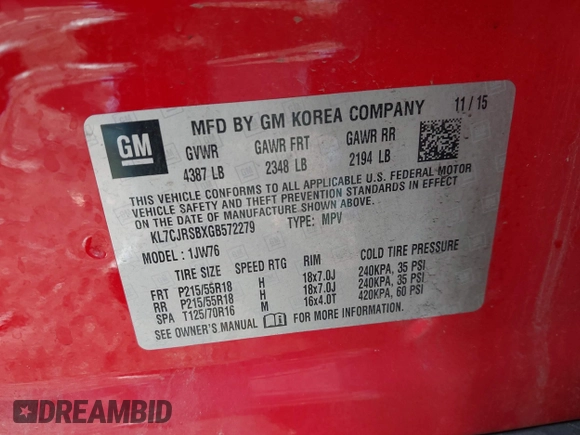 GM
MFD BY GM KOREA COMPANY 11 / 15
GVWR GAWR FRT GAWR RR
4387 LB 2348 LB 2194 LB
THIS VEHICLE CONFORMS TO ALL APPLICABLE U.S. FEDERAL MOTOR
VEHICLE SAFETY AND THEFT PREVENTION STANDARDS IN EFFECT
ON THE DATE OF MANUFACTURE SHOWN ABOVE.
KL7CJRSBXGB572279 TYPE: MPV
MODEL : 1JW76
TIRE SIZE SPEED RTG RIM COLD TIRE PRESSURE
FRT P215/55R18 H 18x7.0J 240KPA, 35 PSI
RR P215/55R18 H 18x7.0J 240KPA, 35 PSI
SPA T125/70R16 M 16x4.0T 420KPA, 60 PSI
SEE OWNER'S MANUAL FOR MORE INFORMATION
DREAMBID